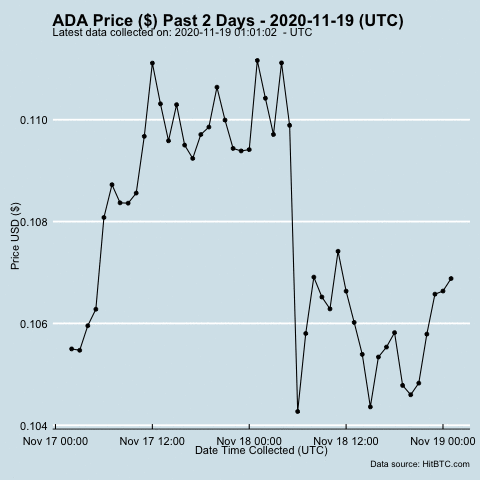 ADA Price ($) Past 2 Days - 2020-11-19 (UTC)
Latest data collected on: 2020-11-19 01:01:02  - UTC
0.110
0.108
0.106
0.104
Price USD ($)
Nov 17 00:00 Nov 17 12:00 Nov 18 00:00 Nov 18 12:00 Nov 19 00:00
Date Time Collected (UTC)
Data source: HitBTC.com